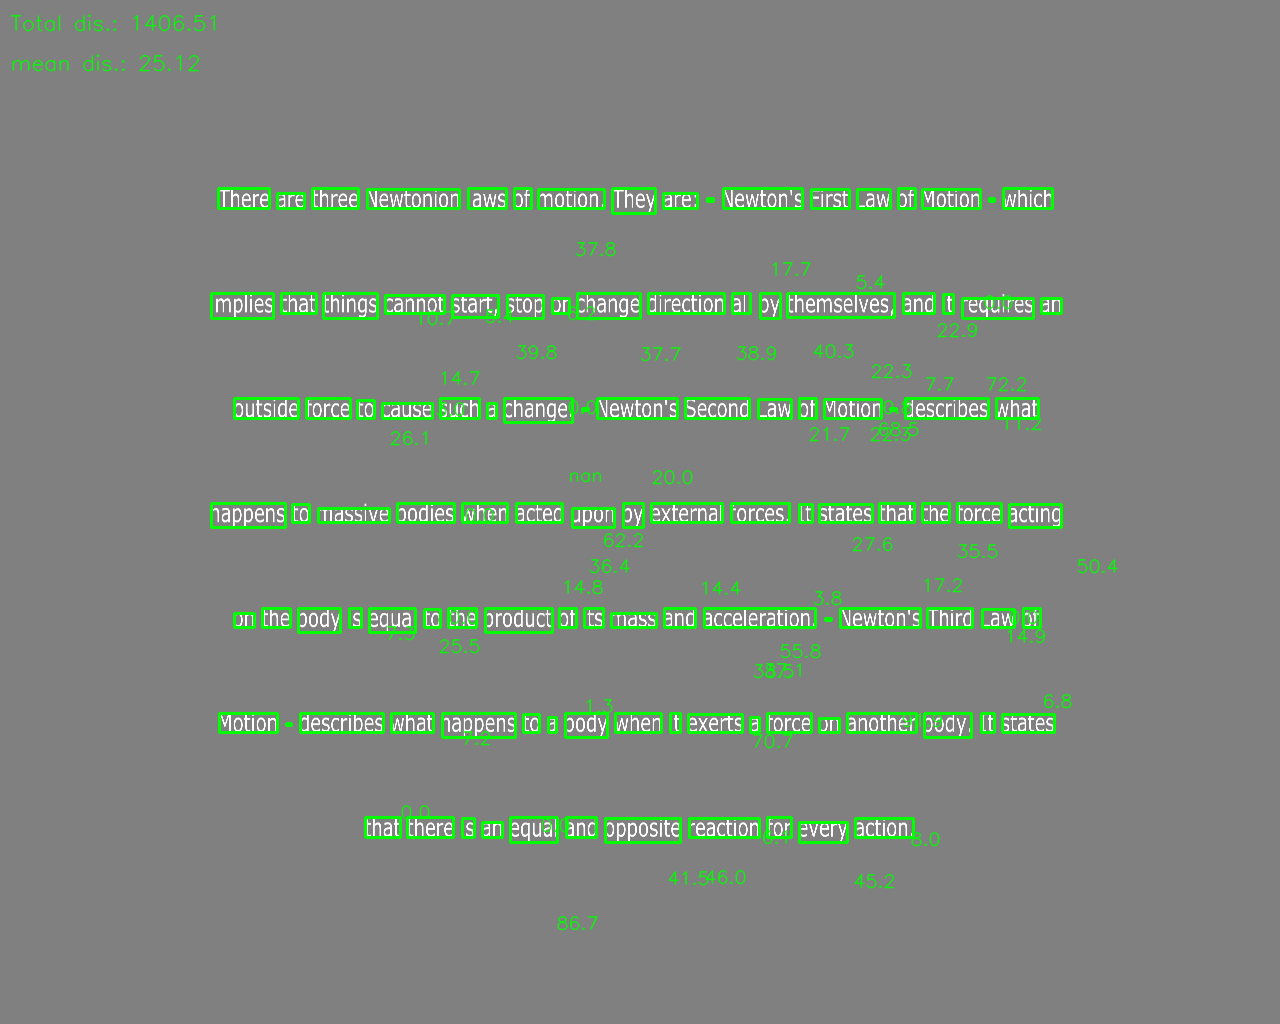 Total dis.: 1406.51
mean dis.: 25.12
There are three Newtonion Laws of motion. They are: - Newton's First Law of Motion - which
37.8
17.7
5.4
implies that things cannot start, stop or change direction all by themselves, and it requires an
22.9
39.8 37.7 38.9 40.3
22.3
14.7 7.7 72.2
outside force to cause such a change. - Newton's Second Law of Motion - describes what
11.2
26.1 21.7 22.3 68.5
nan 20.0
happens to massive bodies when acted upon by external forces. It states that the force acting
62.2 27.6 35.5
36.4 50.4
14.8 14.4 17.2
3.8
on the body is equal to the product of its mass and acceleration. - Newton's Third Law of
14.9
25.5 55.8
1.3 6.8
Motion - describes what happens to a body when it exerts a force on another body, it states
7.2 70.7
0.0
that there is an equal and opposite reaction for every action.
41.5 46.0 45.2
86.7